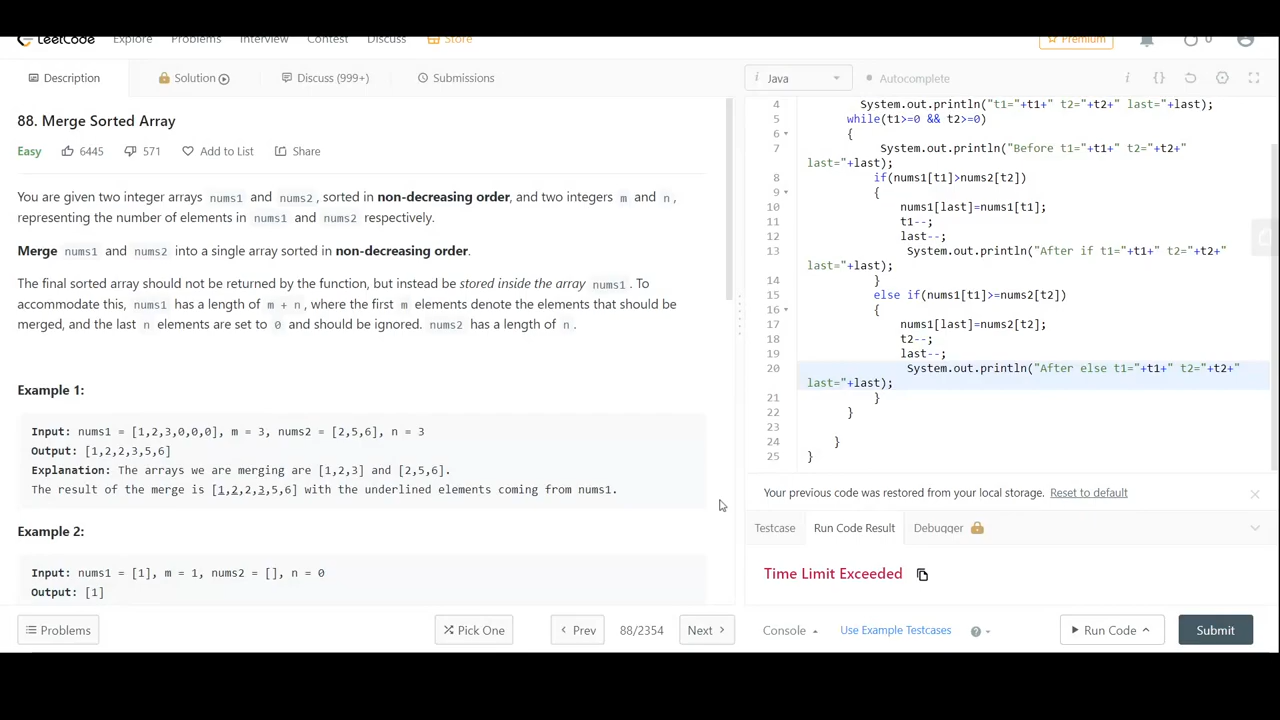 LeetCode Explore Problems Interview Contest Discuss Store Premium 0
Description Solution Discuss (999+) Submissions
88. Merge Sorted Array
Easy 6445 571 Add to List Share
You are given two integer arrays nums1 and nums2, sorted in non-decreasing order, and two integers m and n,
representing the number of elements in nums1 and nums2 respectively.
Merge nums1 and nums2 into a single array sorted in non-decreasing order.
The final sorted array should not be returned by the function, but instead be stored inside the array nums1. To
accommodate this, nums1 has a length of m + n, where the first m elements denote the elements that should be
merged, and the last n elements are set to 0 and should be ignored. nums2 has a length of n.
Example 1:
Input: nums1 = [1,2,3,0,0,0], m = 3, nums2 = [2,5,6], n = 3
Output: [1,2,2,3,5,6]
Explanation: The arrays we are merging are [1,2,3] and [2,5,6].
The result of the merge is [1,2,2,3,5,6] with the underlined elements coming from nums1.
Example 2:
Input: nums1 = [1], m = 1, nums2 = [], n = 0
Output: [1]
Problems Pick One Prev 88/2354 Next
i Java Autocomplete i {}
4 System.out.println("t1="+t1+" t2="+t2+" last="+last);
5 while(t1>=0 && t2>=0)
6 {
7 System.out.println("Before t1="+t1+" t2="+t2+"
last="+last);
8 if(nums1[t1]>nums2[t2])
9 {
10 nums1[last]=nums1[t1];
11 t1--;
12 last--;
13 System.out.println("After if t1="+t1+" t2="+t2+"
last="+last);
14 }
15 else if(nums1[t1]>=nums2[t2])
16 {
17 nums1[last]=nums2[t2];
18 t2--;
19 last--;
20 System.out.println("After else t1="+t1+" t2="+t2+"
last="+last);
21 }
22 }
23
24 }
25 }
Your previous code was restored from your local storage. Reset to default
Testcase Run Code Result Debugger
Time Limit Exceeded
Console Use Example Testcases ? Run Code Submit